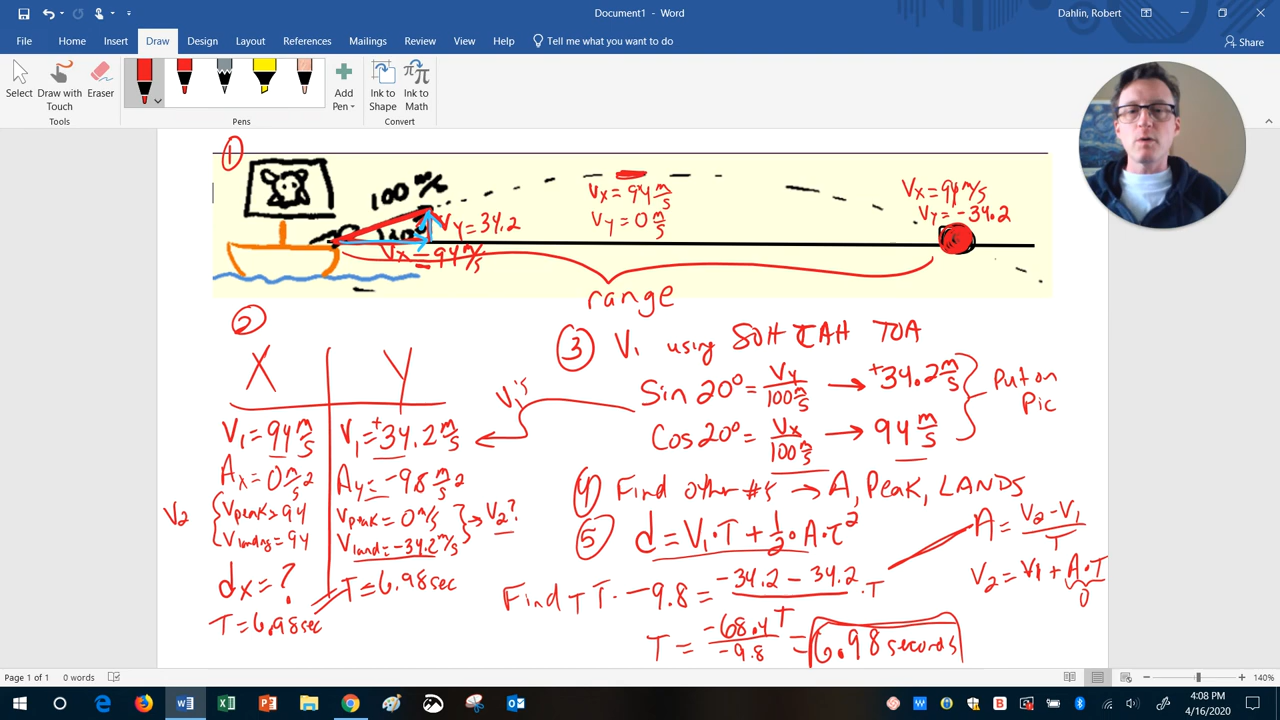 Document1 - Word
Dahlin, Robert
File Home Insert Draw Design Layout References Mailings Review View Help Tell me what you want to do
Share
Select Draw with Touch Eraser
Add Pen
Ink to Shape Ink to Math
Tools Pens Convert
1
100 m/s
Vy=34.2
Vx=94 m/s
Vx=94 m/s
Vy=0 m/s
Vx=94 m/s
Vy=-34.2
range
2
X Y
V1=94 m/s V1=+34.2 m/s
Ax=0 m/s2 Ay=-9.8 m/s2
V2 Vpeak=94 Vpeak=0 m/s V2?
Vlanding=94 Vland=-34.2 m/s
dx=? T=6.98sec
T=6.98sec
3 V1 using SOH CAH TOA
V1's
Sin 20°=Vy/100 m/s → +34.2 m/s
Cos 20°=Vx/100 m/s → 94 m/s
Put on
Pic
4) Find other #s → A, Peak, LANDS
5 d=V1·T+1/2·A·t2
A=V2-V1/T
V2=V1+A·T
0
Find T T·-9.8=-34.2-34.2/T·T
T=-68.4/-9.8=6.98 seconds
Page 1 of 1 0 words
140%
4:08 PM
4/16/2020